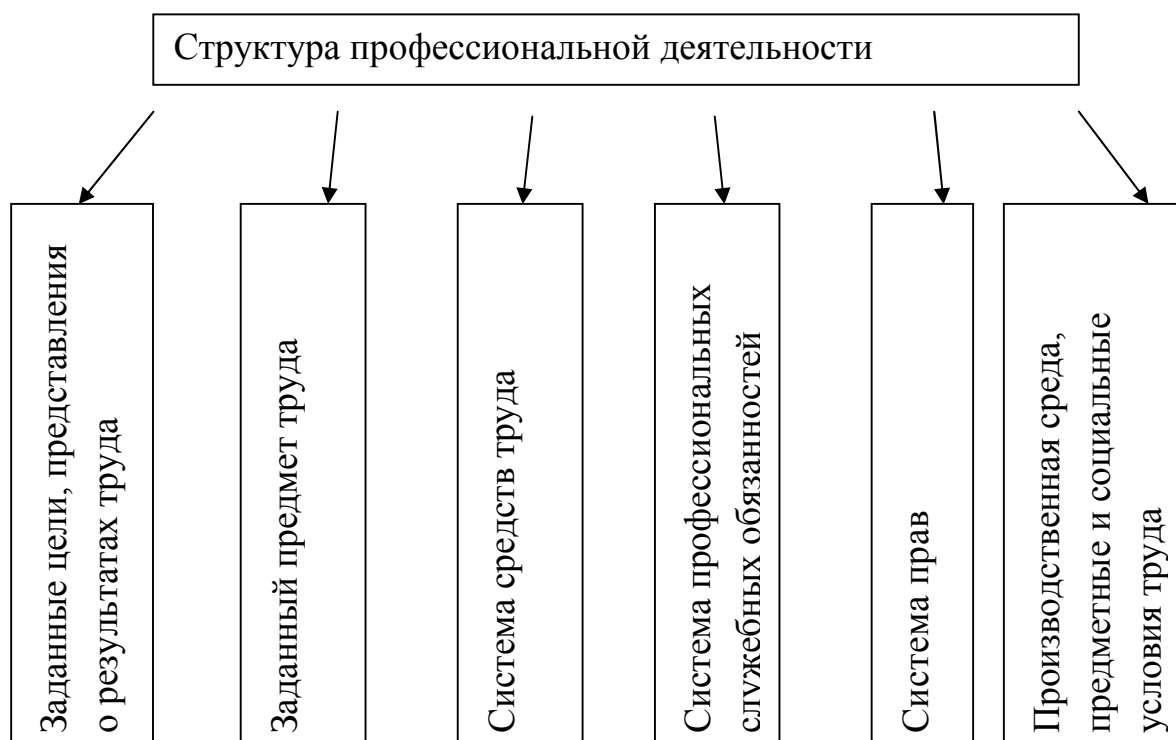 Структура профессиональной деятельности
Заданные цели, представления
о результатах труда
Заданный предмет труда
Система средств труда
Система профессиональных
служебных обязанностей
Система прав
Производственная среда,
предметные и социальные
условия труда